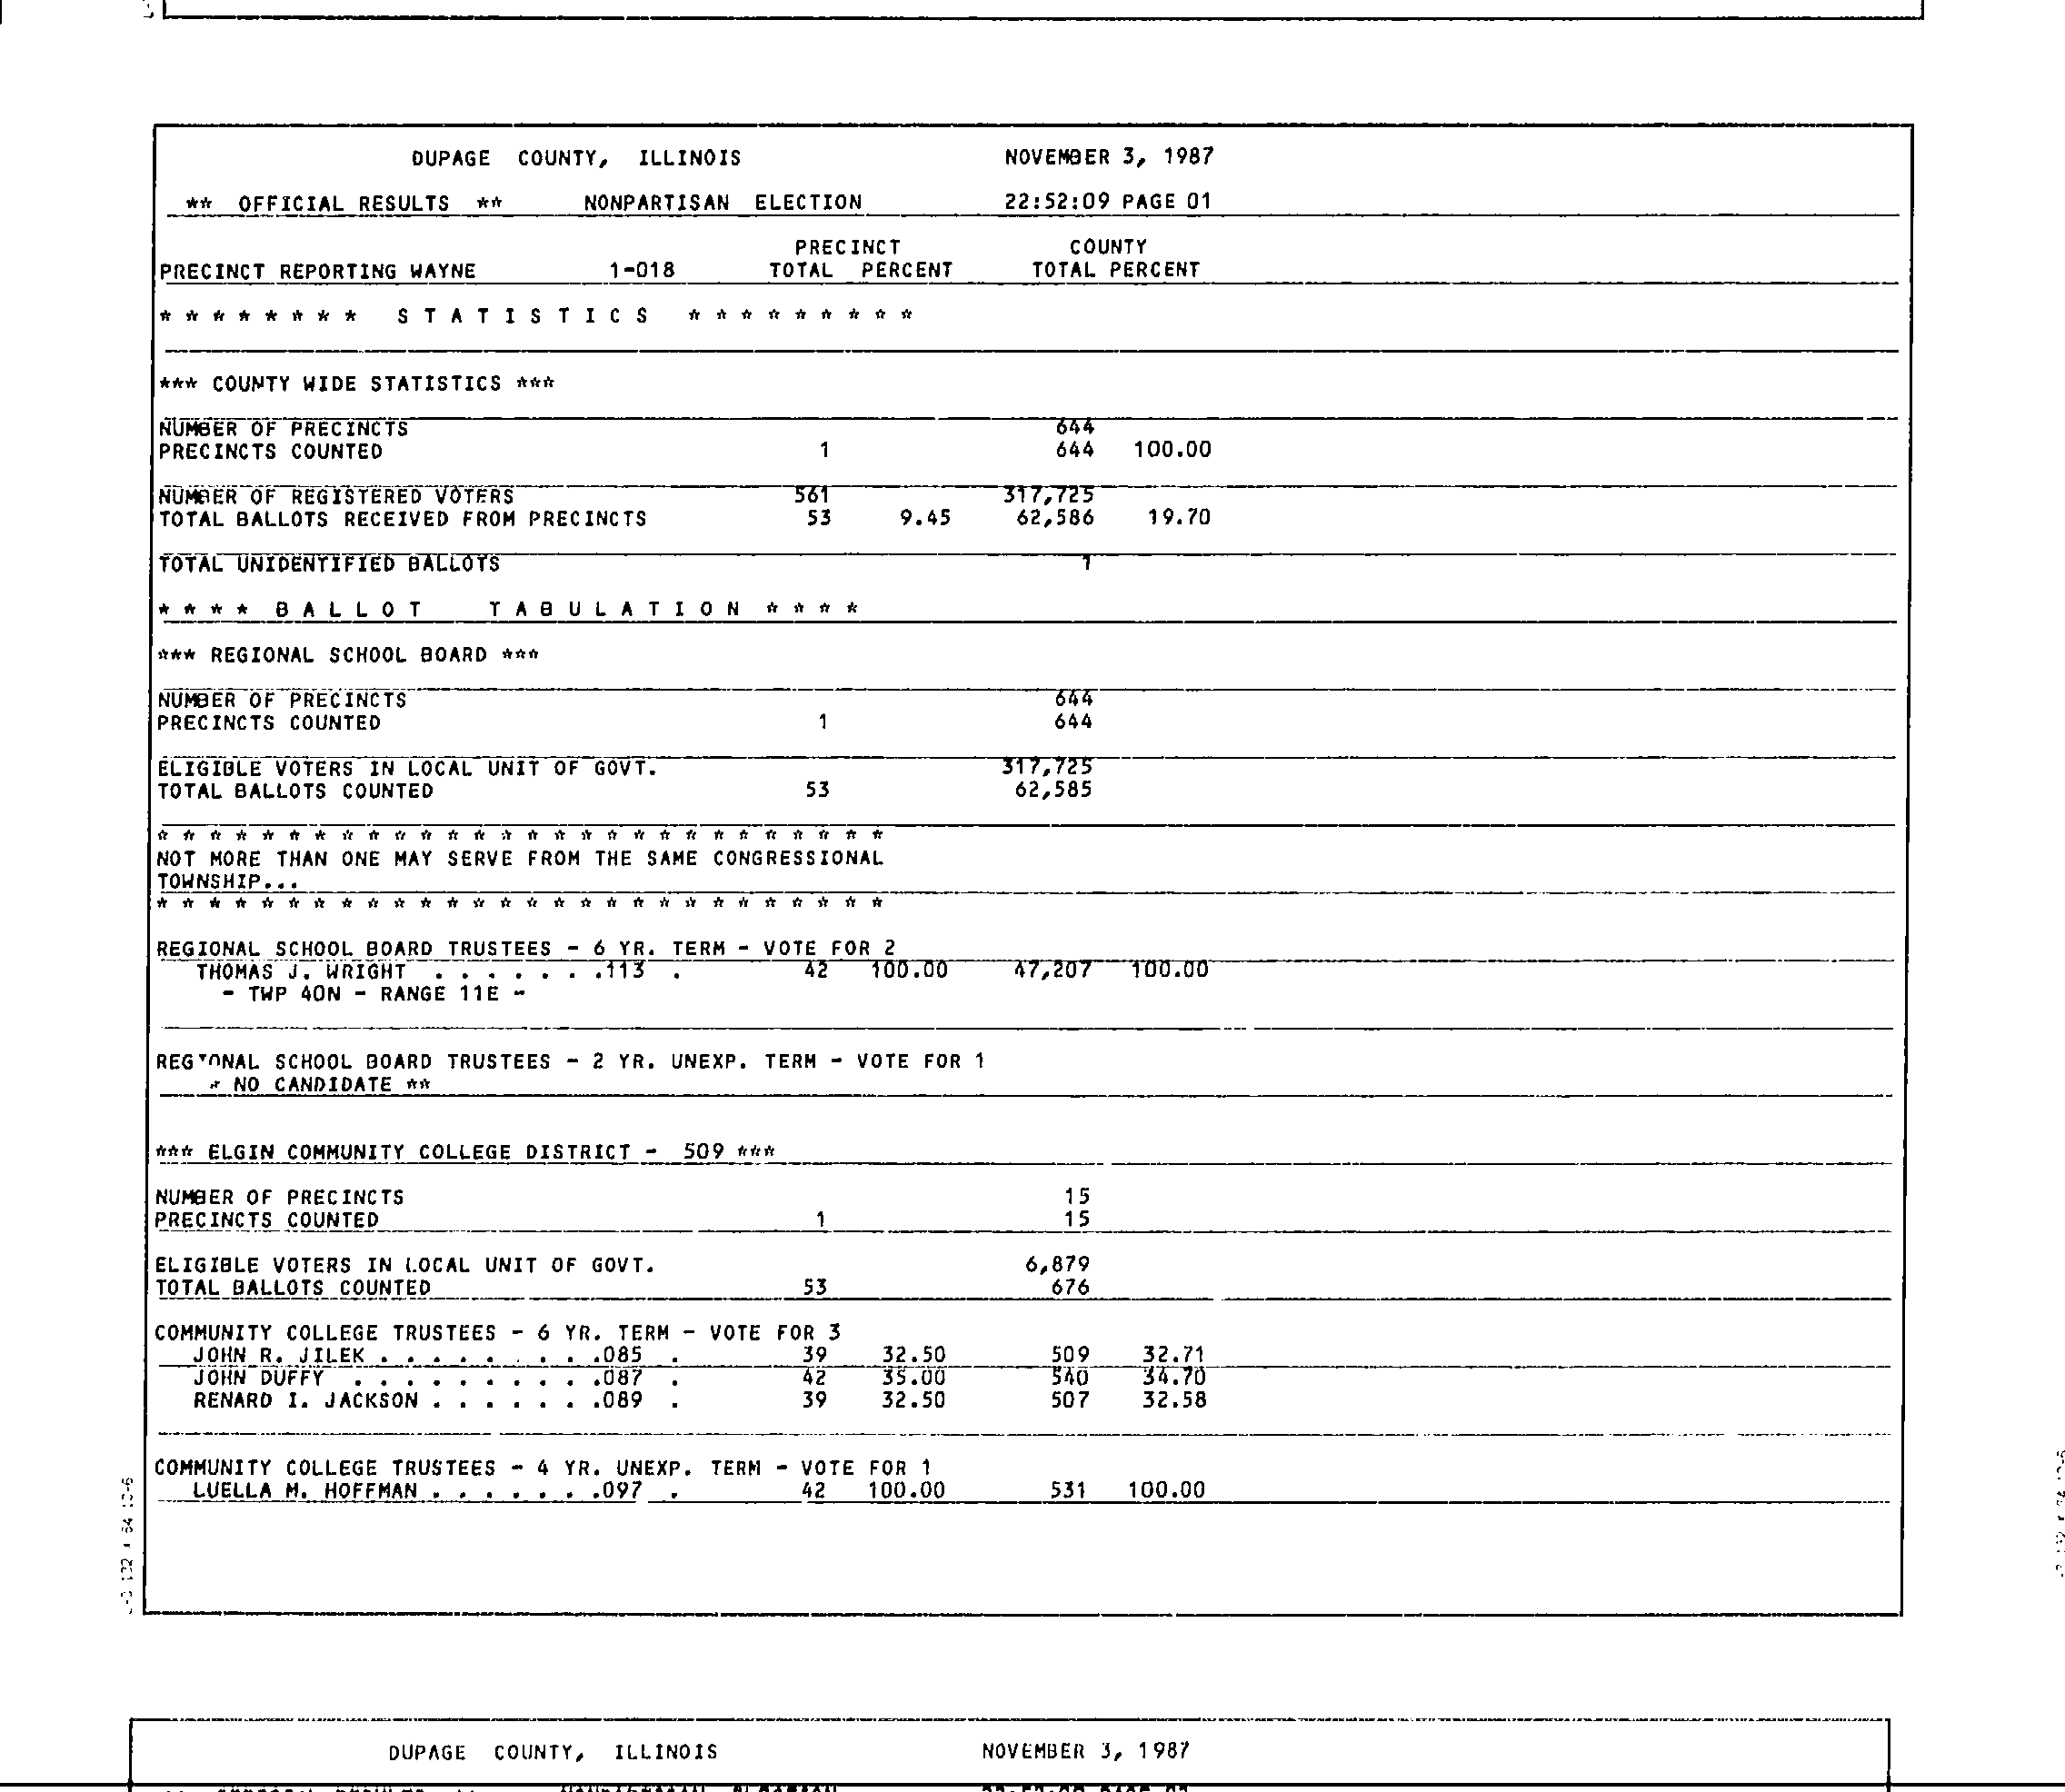 DUPAGE COUNTY, ILLINOIS NOVEMBER 3, 1987
** OFFICIAL RESULTS ** NONPARTISAN ELECTION 22:52:09 PAGE 01
PRECINCT COUNTY
PRECINCT REPORTING WAYNE 1-018 TOTAL PERCENT TOTAL PERCENT
* * * * * * * * S T A T I S T I C S * * * * * * * * *
*** COUNTY WIDE STATISTICS ***
NUMBER OF PRECINCTS 644
PRECINCTS COUNTED 1 644 100.00
NUMBER OF REGISTERED VOTERS 561 317,725
TOTAL BALLOTS RECEIVED FROM PRECINCTS 53 9.45 62,586 19.70
TOTAL UNIDENTIFIED BALLOTS 1
* * * * B A L L O T T A B U L A T I O N * * * *
*** REGIONAL SCHOOL BOARD ***
NUMBER OF PRECINCTS 644
PRECINCTS COUNTED 1 644
ELIGIBLE VOTERS IN LOCAL UNIT OF GOVT. 317,725
TOTAL BALLOTS COUNTED 53 62,585
* * * * * * * * * * * * * * * * * * * * * * * * * * * *
NOT MORE THAN ONE MAY SERVE FROM THE SAME CONGRESSIONAL
TOWNSHIP...
* * * * * * * * * * * * * * * * * * * * * * * * * * * *
REGIONAL SCHOOL BOARD TRUSTEES - 6 YR. TERM - VOTE FOR 2
THOMAS J. WRIGHT . . . . . . .113 . 42 100.00 47,207 100.00
- TWP 40N - RANGE 11E -
REGIONAL SCHOOL BOARD TRUSTEES - 2 YR. UNEXP. TERM - VOTE FOR 1
* NO CANDIDATE **
*** ELGIN COMMUNITY COLLEGE DISTRICT - 509 ***
NUMBER OF PRECINCTS 15
PRECINCTS COUNTED 1 15
ELIGIBLE VOTERS IN LOCAL UNIT OF GOVT. 6,879
TOTAL BALLOTS COUNTED 53 676
COMMUNITY COLLEGE TRUSTEES - 6 YR. TERM - VOTE FOR 3
JOHN R. JILEK . . . . . . . . .085 . 39 32.50 509 32.71
JOHN DUFFY . . . . . . . . . .087 . 42 35.00 540 34.70
RENARD I. JACKSON . . . . . . .089 . 39 32.50 507 32.58
COMMUNITY COLLEGE TRUSTEES - 4 YR. UNEXP. TERM - VOTE FOR 1
LUELLA M. HOFFMAN . . . . . . .097 . 42 100.00 531 100.00
DUPAGE COUNTY, ILLINOIS NOVEMBER 3, 1987